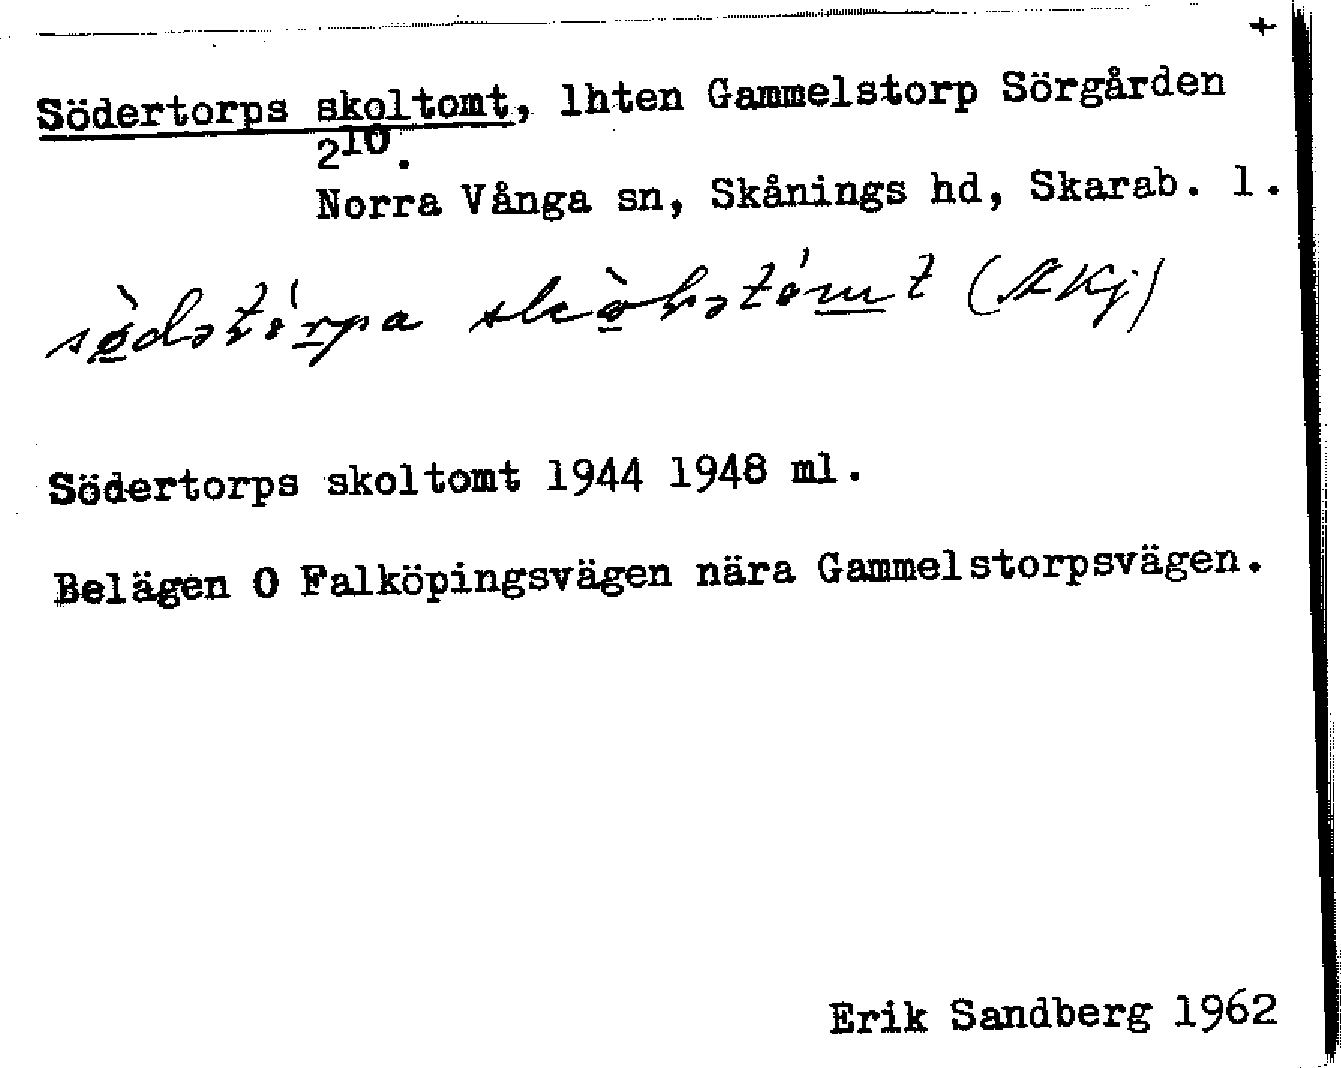 +
Södertorps skoltomt, lhten Gammelstorp Sörgården
2¹⁰.
Norra Vånga sn, Skånings hd, Skarab. l.
(AKj)
Södertorps skoltomt 1944 1948 ml.
Belägen O Falköpingsvägen nära Gammelstorpsvägen.
Erik Sandberg 1962